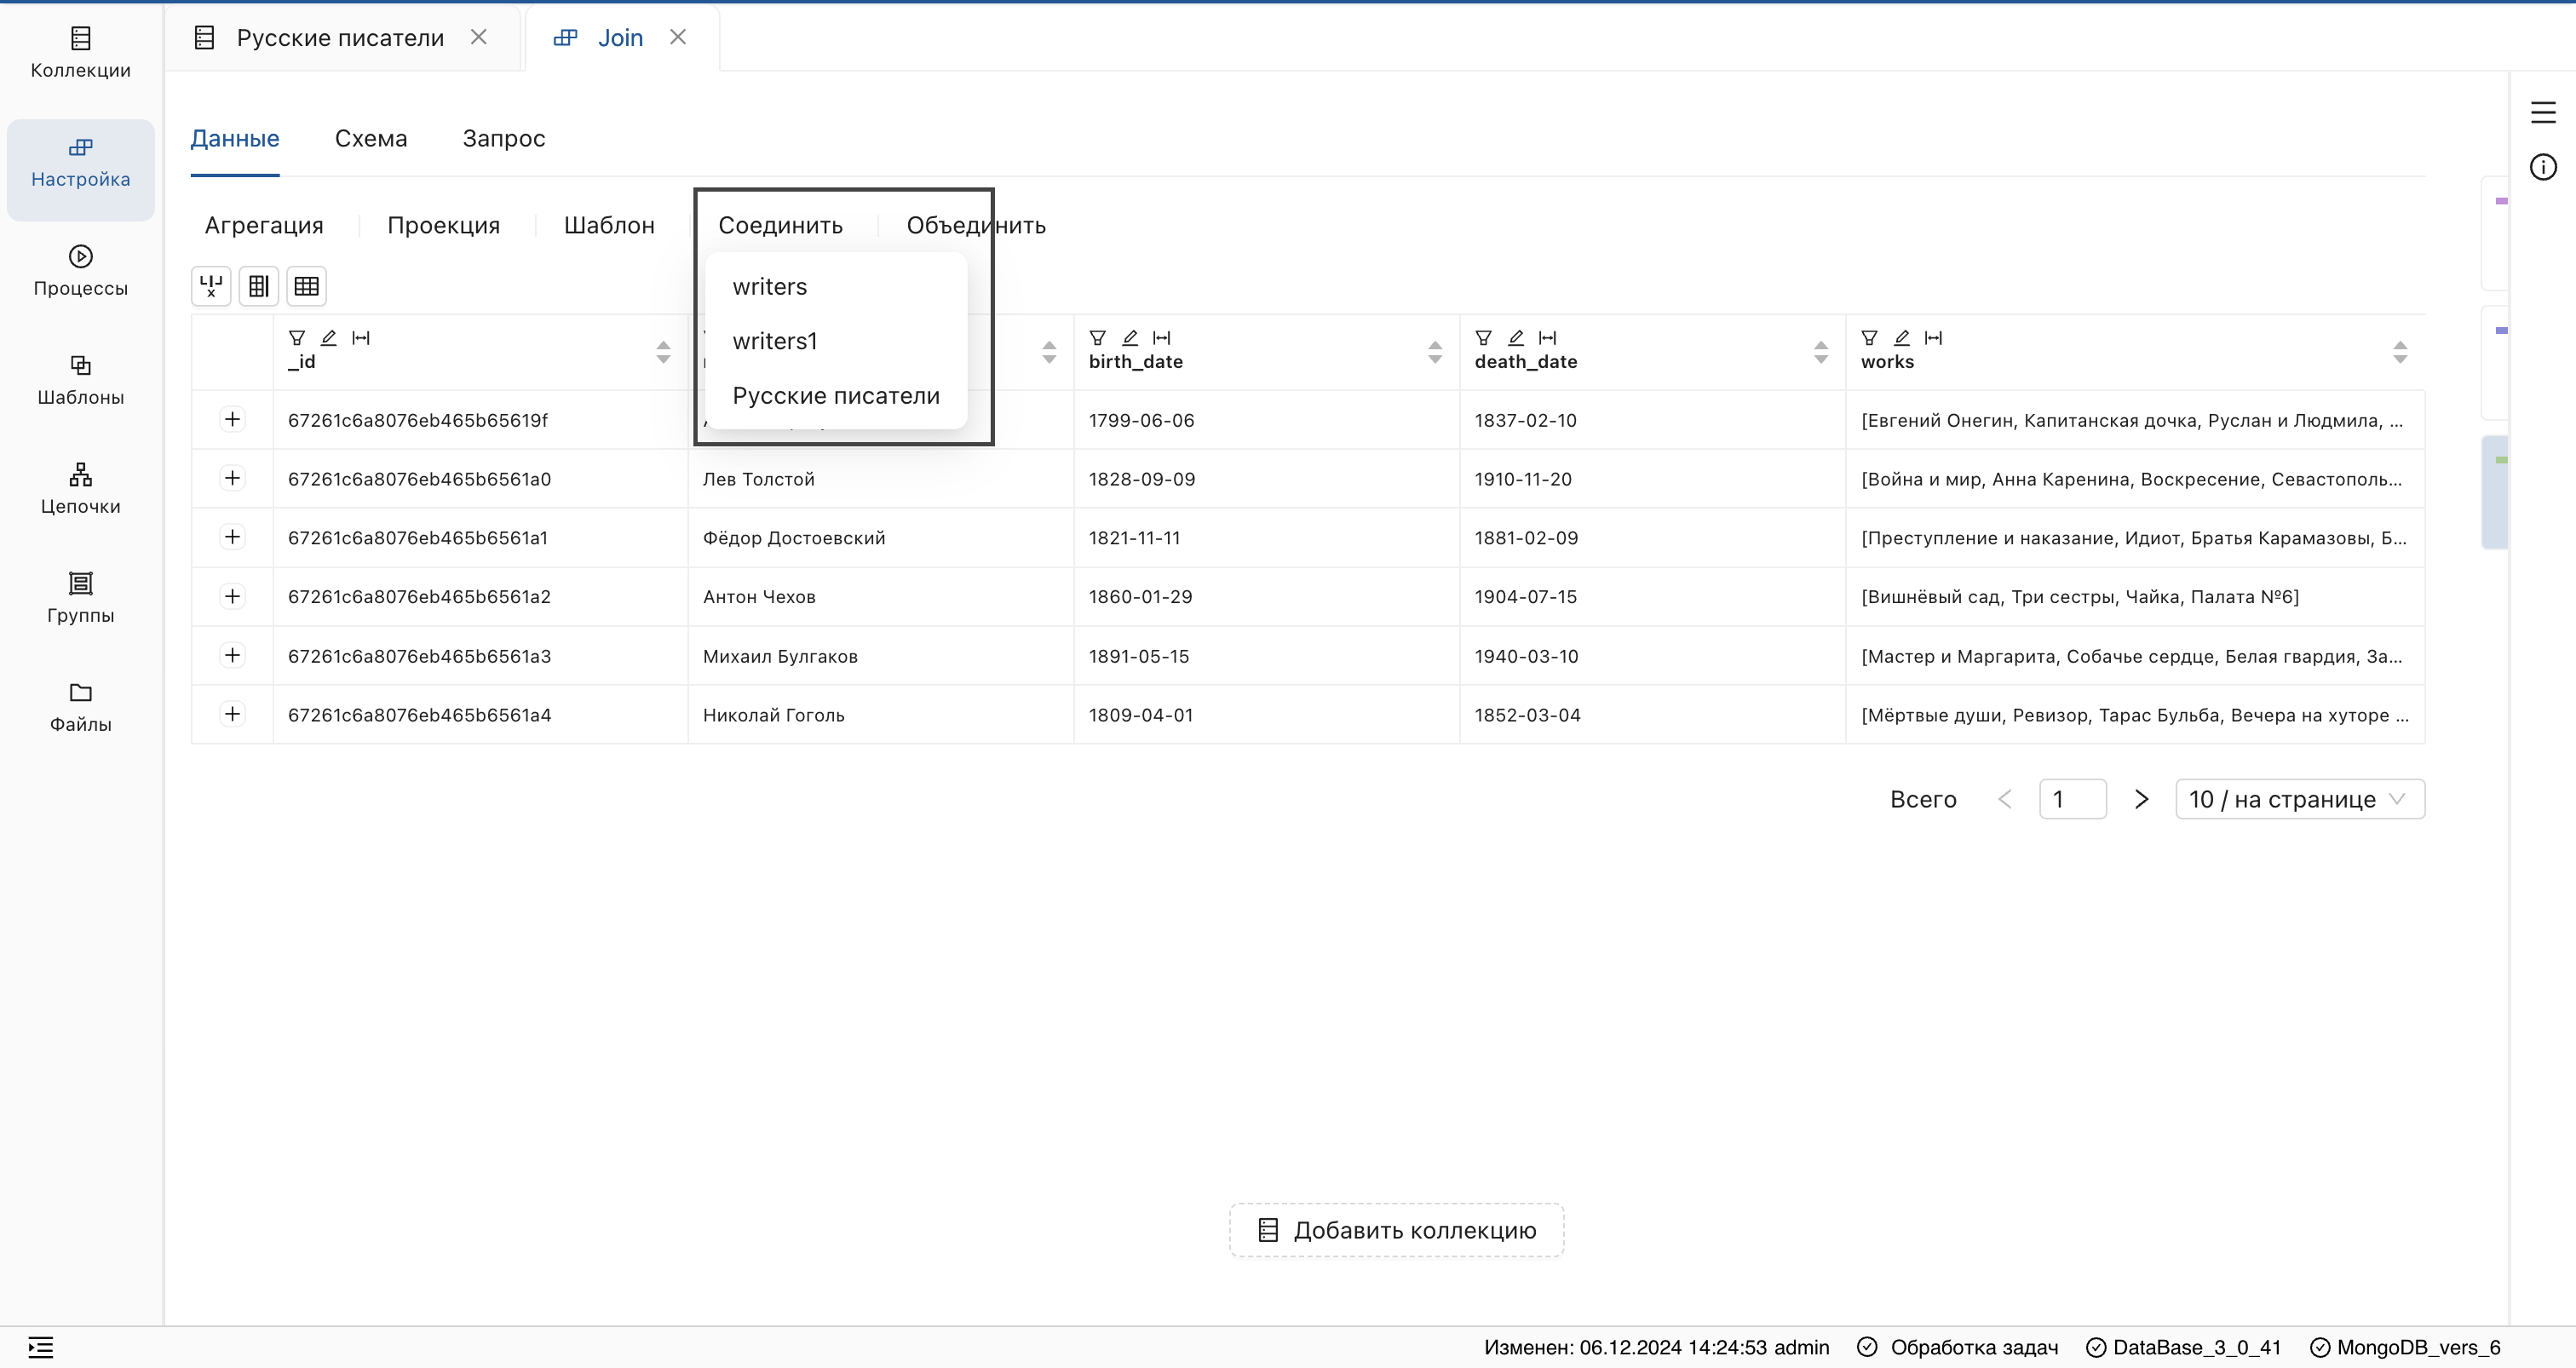 Русские писатели
Join
Коллекции
Настройка
Процессы
Шаблоны
Цепочки
Группы
Файлы
Данные Схема Запрос
Агрегация Проекция Шаблон Соединить Объединить
writers
writers1
Русские писатели
_id birth_date death_date works
67261c6a8076eb465b65619f 1799-06-06 1837-02-10 [Евгений Онегин, Капитанская дочка, Руслан и Людмила, ...
67261c6a8076eb465b6561a0 Лев Толстой 1828-09-09 1910-11-20 [Война и мир, Анна Каренина, Воскресение, Севастополь...
67261c6a8076eb465b6561a1 Фёдор Достоевский 1821-11-11 1881-02-09 [Преступление и наказание, Идиот, Братья Карамазовы, Б...
67261c6a8076eb465b6561a2 Антон Чехов 1860-01-29 1904-07-15 [Вишнёвый сад, Три сестры, Чайка, Палата №6]
67261c6a8076eb465b6561a3 Михаил Булгаков 1891-05-15 1940-03-10 [Мастер и Маргарита, Собачье сердце, Белая гвардия, За...
67261c6a8076eb465b6561a4 Николай Гоголь 1809-04-01 1852-03-04 [Мёртвые души, Ревизор, Тарас Бульба, Вечера на хуторе ...
Всего 1 10 / на странице
Добавить коллекцию
Изменен: 06.12.2024 14:24:53 admin Обработка задач DataBase_3_0_41 MongoDB_vers_6